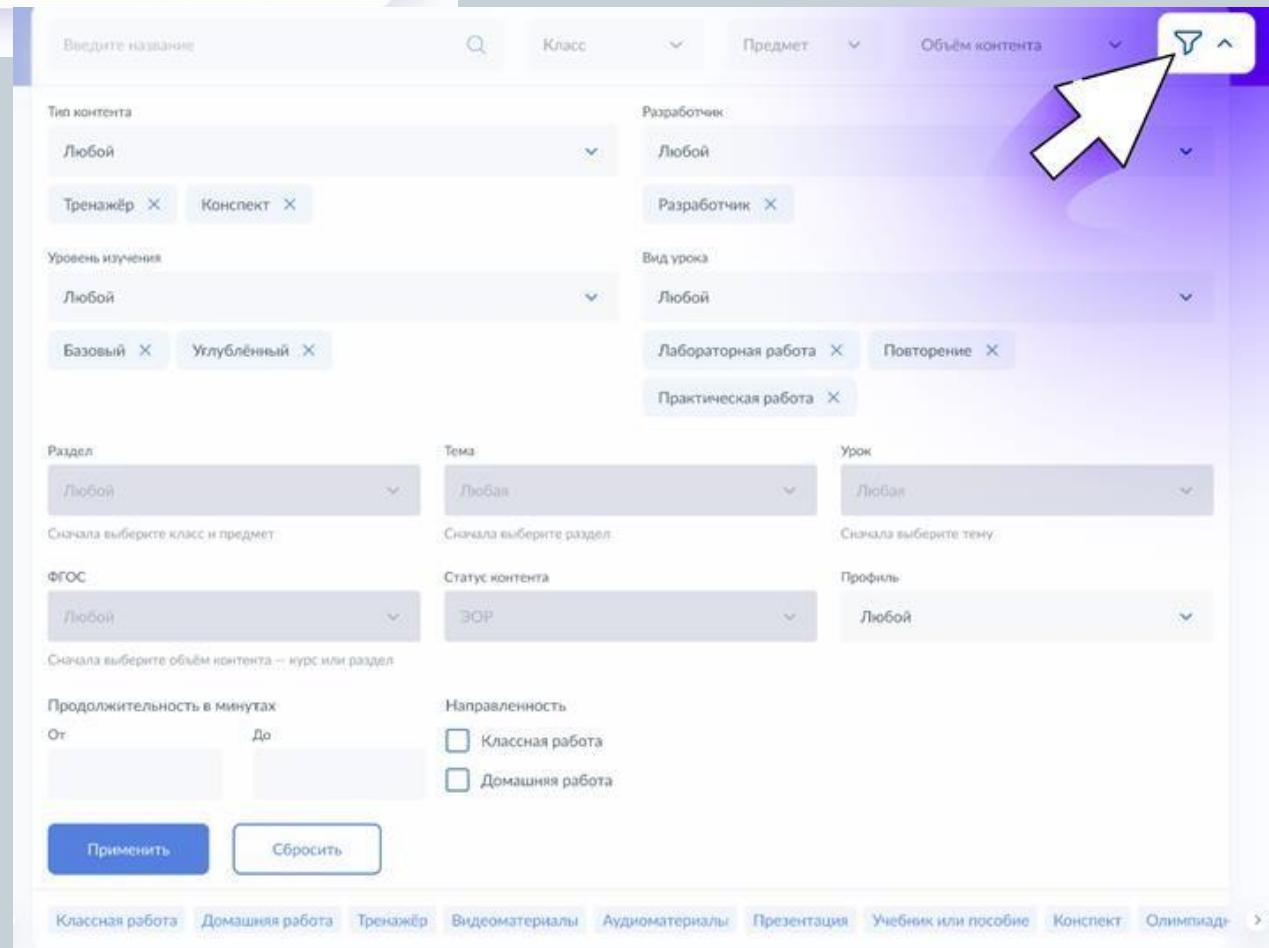 Введите название Класс Предмет Объём контента
Тип контента Разработчик
Любой Любой
Тренажёр Конспект Разработчик
Уровень изучения Вид урока
Любой Любой
Базовый Углублённый Лабораторная работа Повторение
Практическая работа
Раздел Тема Урок
Любой Любая Любая
Сначала выберите класс и предмет Сначала выберите раздел Сначала выберите тему
ФГОС Статус контента Профиль
Любой ЭОР Любой
Сначала выберите объём контента — курс или раздел
Продолжительность в минутах Направленность
От До Классная работа
Домашняя работа
Применить Сбросить
Классная работа Домашняя работа Тренажёр Видеоматериалы Аудиоматериалы Презентация Учебник или пособие Конспект